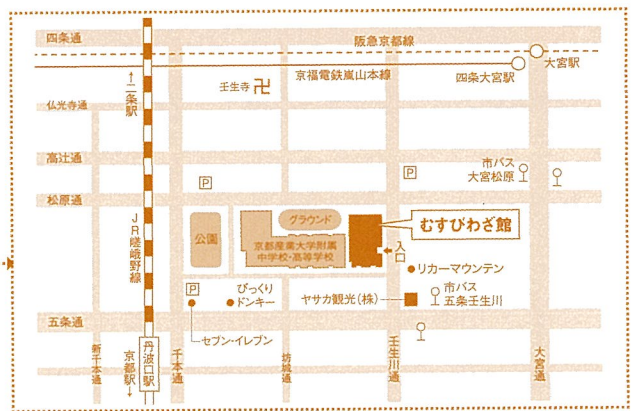 四条通
阪急京都線
大宮駅
京福電鉄嵐山本線
四条大宮駅
↑二条駅
壬生寺 卍
仏光寺通
高辻通
P
P
市バス
大宮松原
松原通
JR嵯峨野線
公園
グラウンド
京都産業大学附属
中学校・高等学校
むすびわざ館
←入口
リカーマウンテン
P
びっくり
ドンキー
ヤサカ観光(株)
市バス
五条壬生川
五条通
セブン-イレブン
新千本通
京都駅↓
丹波口駅
千本通
坊城通
壬生川通
大宮通